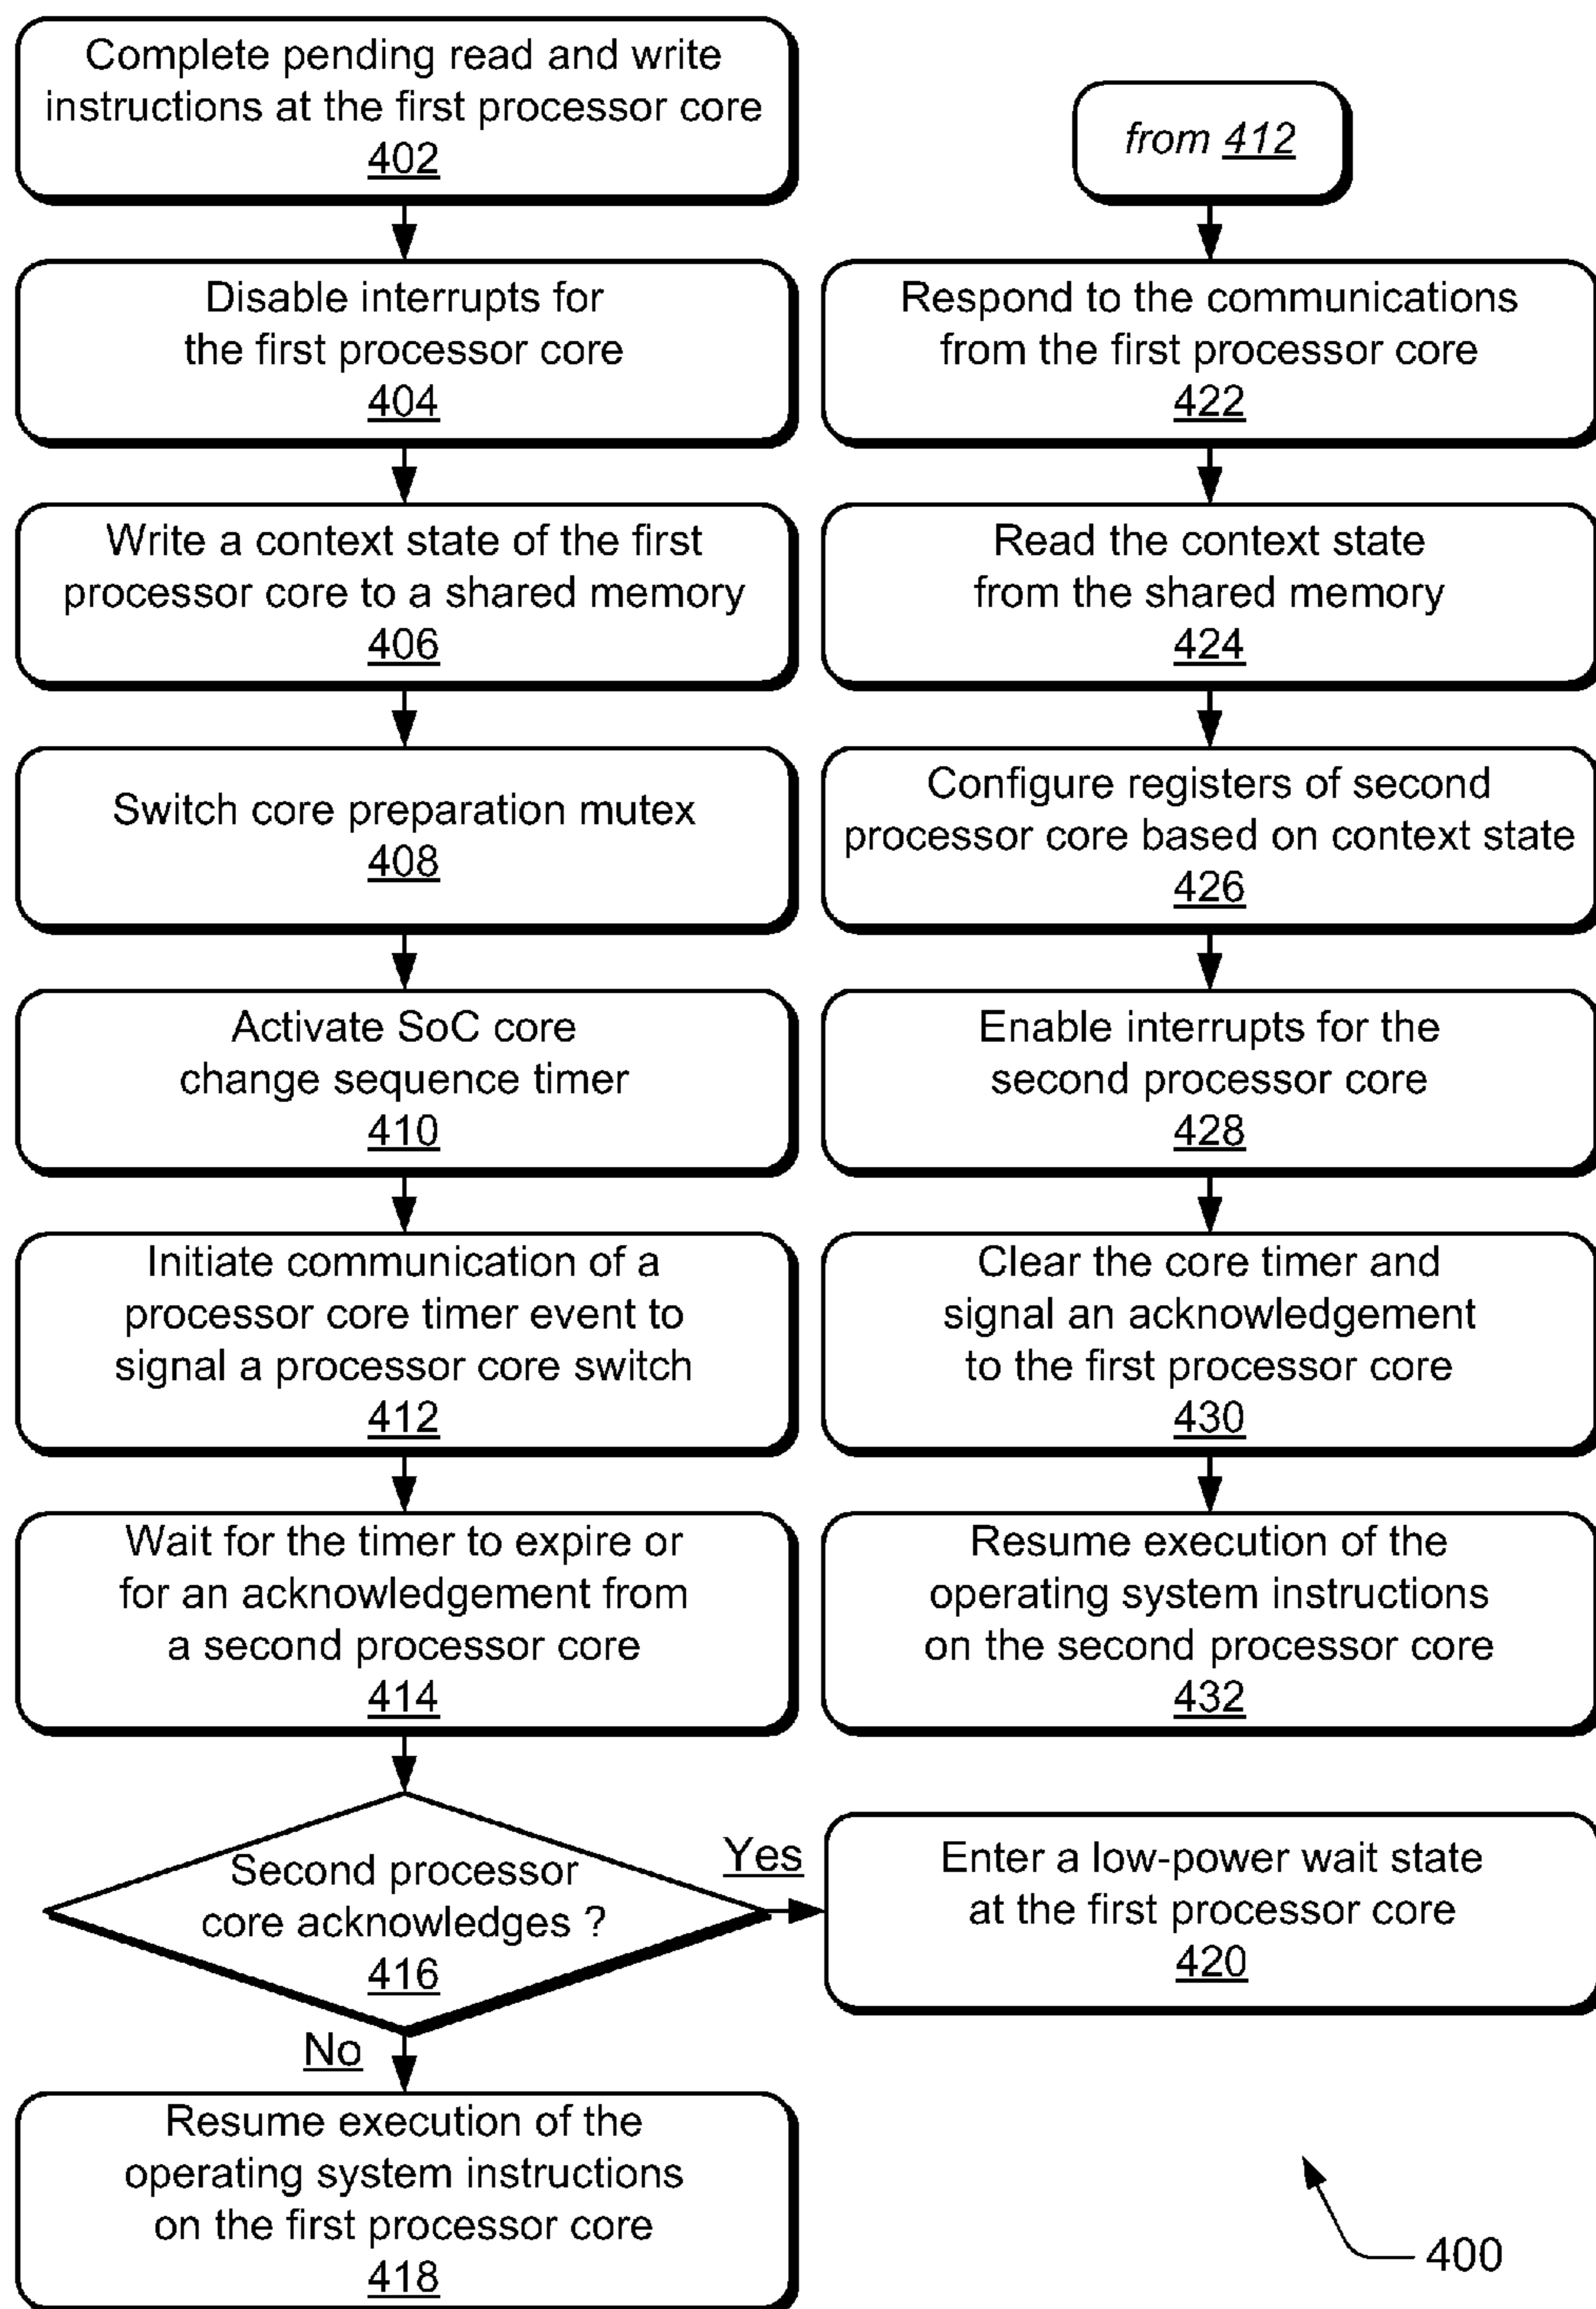 Complete pending read and write
instructions at the first processor core
402
Disable interrupts for
the first processor core
404
Write a context state of the first
processor core to a shared memory
406
Switch core preparation mutex
408
Activate SoC core
change sequence timer
410
Initiate communication of a
processor core timer event to
signal a processor core switch
412
Wait for the timer to expire or
for an acknowledgement from
a second processor core
414
Second processor
core acknowledges ?
416
Yes
No
Resume execution of the
operating system instructions
on the first processor core
418
from 412
Respond to the communications
from the first processor core
422
Read the context state
from the shared memory
424
Configure registers of second
processor core based on context state
426
Enable interrupts for the
second processor core
428
Clear the core timer and
signal an acknowledgement
to the first processor core
430
Resume execution of the
operating system instructions
on the second processor core
432
Enter a low-power wait state
at the first processor core
420
400